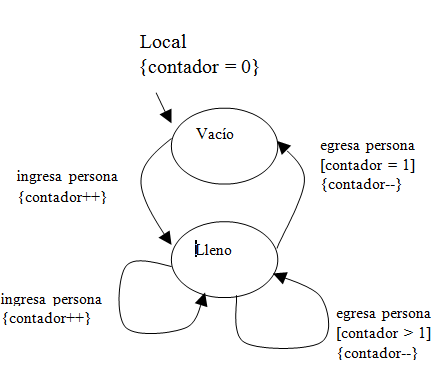 Local
{contador = 0}
Vacío
egresa persona
[contador = 1]
{contador--}
ingresa persona
{contador++}
Lleno
ingresa persona
{contador++}
egresa persona
[contador > 1]
{contador--}